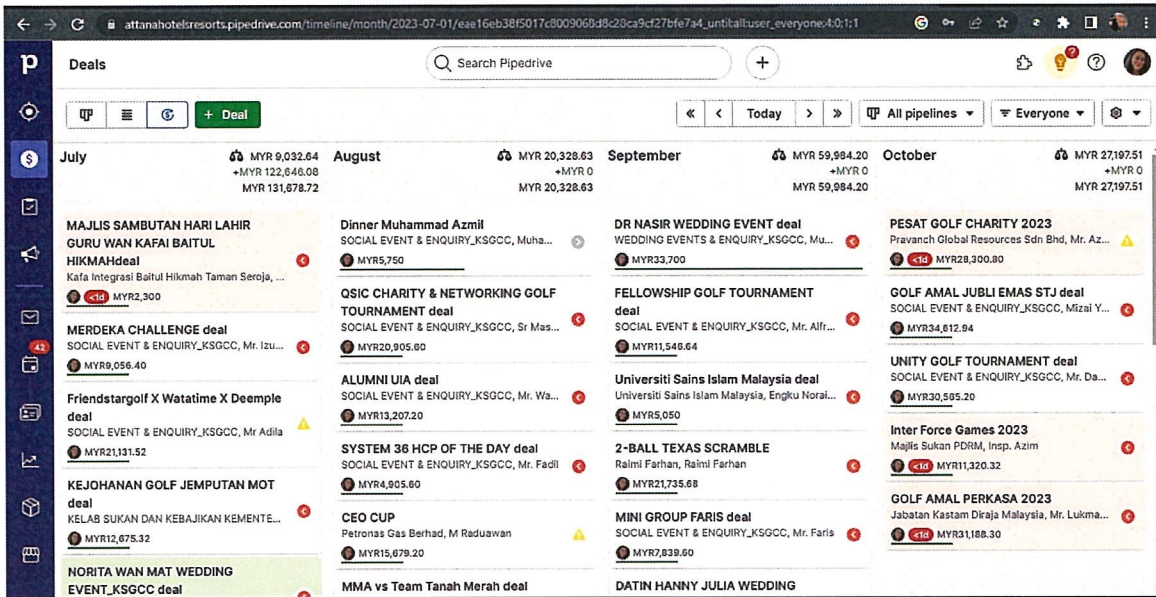 attanahotelsresorts.pipedrive.com/timeline/month/2023-07-01/eae16eb38f5017c8009068d8c28ca9cf27bfe7a4_until:all:user_everyone:4:0:1:1
Deals
Search Pipedrive
+
?
?
+ Deal
Today
All pipelines
Everyone
July
MYR 9,032.64
+MYR 122,646.08
MYR 131,678.72
MAJLIS SAMBUTAN HARI LAHIR
GURU WAN KAFAI BAITUL
HIKMAHdeal
Kafa Integrasi Baitul Hikmah Taman Seroja, ...
<1d MYR2,300
MERDEKA CHALLENGE deal
SOCIAL EVENT & ENQUIRY_KSGCC, Mr. Izu...
MYR9,056.40
Friendstargolf X Watatime X Deemple
deal
SOCIAL EVENT & ENQUIRY_KSGCC, Mr Adila
MYR21,131.52
KEJOHANAN GOLF JEMPUTAN MOT
deal
KELAB SUKAN DAN KEBAJIKAN KEMENTE...
MYR12,675.32
NORITA WAN MAT WEDDING
EVENT_KSGCC deal
August
MYR 20,328.63
+MYR 0
MYR 20,328.63
Dinner Muhammad Azmil
SOCIAL EVENT & ENQUIRY_KSGCC, Muha...
MYR5,750
QSIC CHARITY & NETWORKING GOLF
TOURNAMENT deal
SOCIAL EVENT & ENQUIRY_KSGCC, Sr Mas...
MYR20,905.60
ALUMNI UIA deal
SOCIAL EVENT & ENQUIRY_KSGCC, Mr. Wa...
MYR13,207.20
SYSTEM 36 HCP OF THE DAY deal
SOCIAL EVENT & ENQUIRY_KSGCC, Mr. Fadil
MYR4,905.60
CEO CUP
Petronas Gas Berhad, M Raduawan
MYR15,679.20
MMA vs Team Tanah Merah deal
September
MYR 59,984.20
+MYR 0
MYR 59,984.20
DR NASIR WEDDING EVENT deal
WEDDING EVENTS & ENQUIRY_KSGCC, Mu...
MYR33,700
FELLOWSHIP GOLF TOURNAMENT
deal
SOCIAL EVENT & ENQUIRY_KSGCC, Mr. Alfr...
MYR11,546.64
Universiti Sains Islam Malaysia deal
Universiti Sains Islam Malaysia, Engku Norai...
MYR5,050
2-BALL TEXAS SCRAMBLE
Raimi Farhan, Raimi Farhan
MYR21,735.68
MINI GROUP FARIS deal
SOCIAL EVENT & ENQUIRY_KSGCC, Mr. Faris
MYR7,839.60
DATIN HANNY JULIA WEDDING
October
MYR 27,197.51
+MYR 0
MYR 27,197.51
PESAT GOLF CHARITY 2023
Pravanch Global Resources Sdn Bhd, Mr. Az...
<1d MYR28,300.80
GOLF AMAL JUBLI EMAS STJ deal
SOCIAL EVENT & ENQUIRY_KSGCC, Mizai Y...
MYR34,612.94
UNITY GOLF TOURNAMENT deal
SOCIAL EVENT & ENQUIRY_KSGCC, Mr. Da...
MYR30,565.20
Inter Force Games 2023
Majlis Sukan PDRM, Insp. Azim
<1d MYR11,320.32
GOLF AMAL PERKASA 2023
Jabatan Kastam Diraja Malaysia, Mr. Lukma...
<1d MYR31,188.30
42